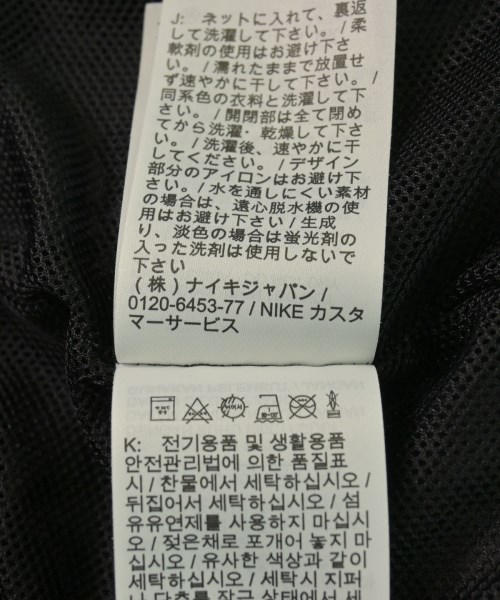 J: ネットに入れて、裏返
して洗濯して下さい。/柔
軟剤の使用はお避け下さ
い。/濡れたままで放置せ
ず速やかに干して下さい。/
同系色の衣料と洗濯して下
さい。/開閉部は全て閉め
てから洗濯・乾燥して下さ
い。/洗濯後、速やかに干
してください。/デザイン
部分のアイロンはお避け下
さい。/水を通しにくい素材
の場合は、遠心脱水機の使
用はお避け下さい/生成
り、淡色の場合は蛍光剤の
入った洗剤は使用しないで
下さい
(株)ナイキジャパン/
0120-6453-77/NIKE カスタ
マーサービス
K: 전기용품 및 생활용품
안전관리법에 의한 품질표
시/찬물에서 세탁하십시오/
뒤집어서 세탁하십시오/섬
유유연제를 사용하지 마십시
오/젖은채로 포개어 놓지 마
십시오/유사한 색상과 같이
세탁하십시오/세탁시 지퍼
나 단추를 잠근 상태에서 세